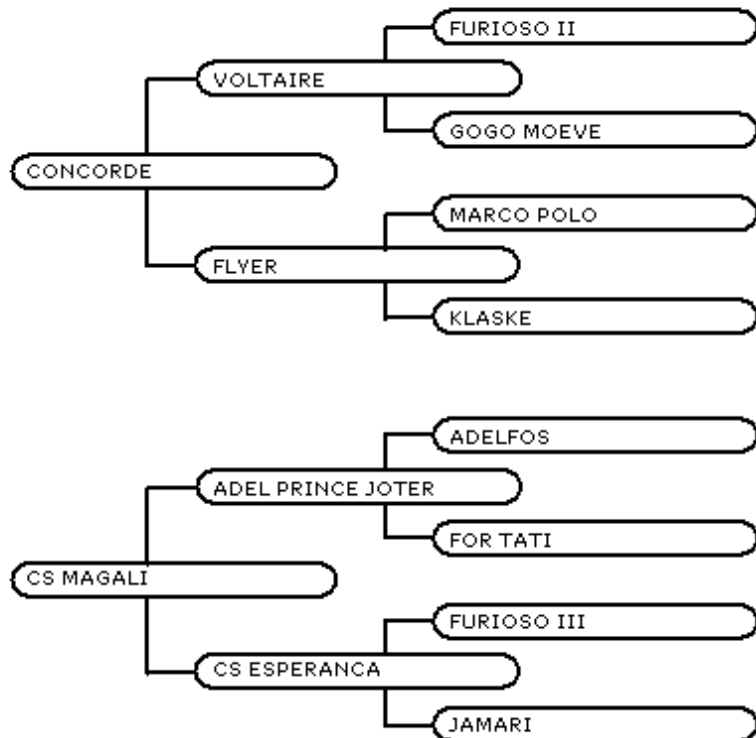 FURIOSO II
VOLTAIRE
GOGO MOEVE
CONCORDE
MARCO POLO
FLYER
KLASKE
ADELFOS
ADEL PRINCE JOTER
FOR TATI
CS MAGALI
FURIOSO III
CS ESPERANCA
JAMARI